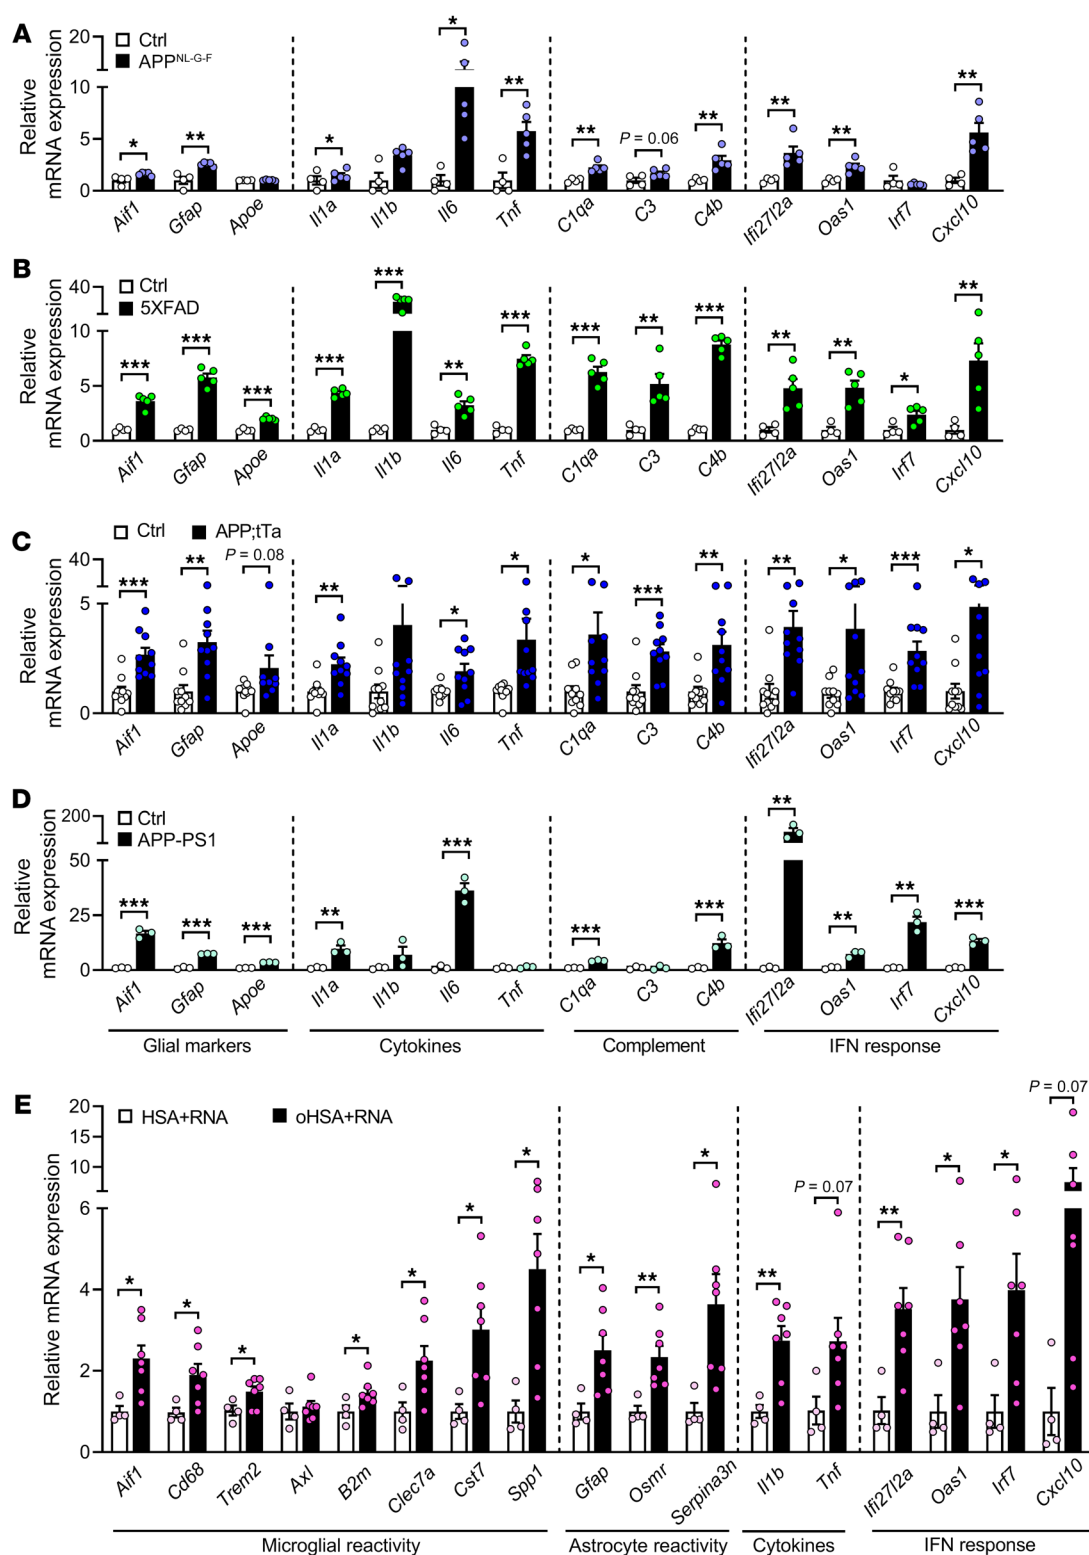 A
Relative
mRNA expression
Ctrl
APP^NL-G-F
20
10
5
0
*
**
*
*
**
**
P = 0.06
**
**
**
**
Aif1
Gfap
Apoe
Il1a
Il1b
Il6
Tnf
C1qa
C3
C4b
Ifi27l2a
Oas1
Irf7
Cxcl10
B
Relative
mRNA expression
Ctrl
5XFAD
40
10
5
0
***
***
***
***
***
**
***
***
**
***
**
**
*
**
Aif1
Gfap
Apoe
Il1a
Il1b
Il6
Tnf
C1qa
C3
C4b
Ifi27l2a
Oas1
Irf7
Cxcl10
C
Relative
mRNA expression
Ctrl
APP;tTa
40
5
0
***
**
P = 0.08
**
*
*
*
***
**
**
*
***
*
Aif1
Gfap
Apoe
Il1a
Il1b
Il6
Tnf
C1qa
C3
C4b
Ifi27l2a
Oas1
Irf7
Cxcl10
D
Relative
mRNA expression
Ctrl
APP-PS1
200
50
25
0
***
***
***
**
***
***
***
**
**
**
***
Aif1
Gfap
Apoe
Il1a
Il1b
Il6
Tnf
C1qa
C3
C4b
Ifi27l2a
Oas1
Irf7
Cxcl10
Glial markers
Cytokines
Complement
IFN response
E
Relative mRNA expression
HSA+RNA
oHSA+RNA
20
15
10
6
4
2
0
*
*
*
*
*
*
*
*
**
*
**
P = 0.07
**
*
*
P = 0.07
Aif1
Cd68
Trem2
Axl
B2m
Clec7a
Cst7
Spp1
Gfap
Osmr
Serpina3n
Il1b
Tnf
Ifi27l2a
Oas1
Irf7
Cxcl10
Microglial reactivity
Astrocyte reactivity
Cytokines
IFN response